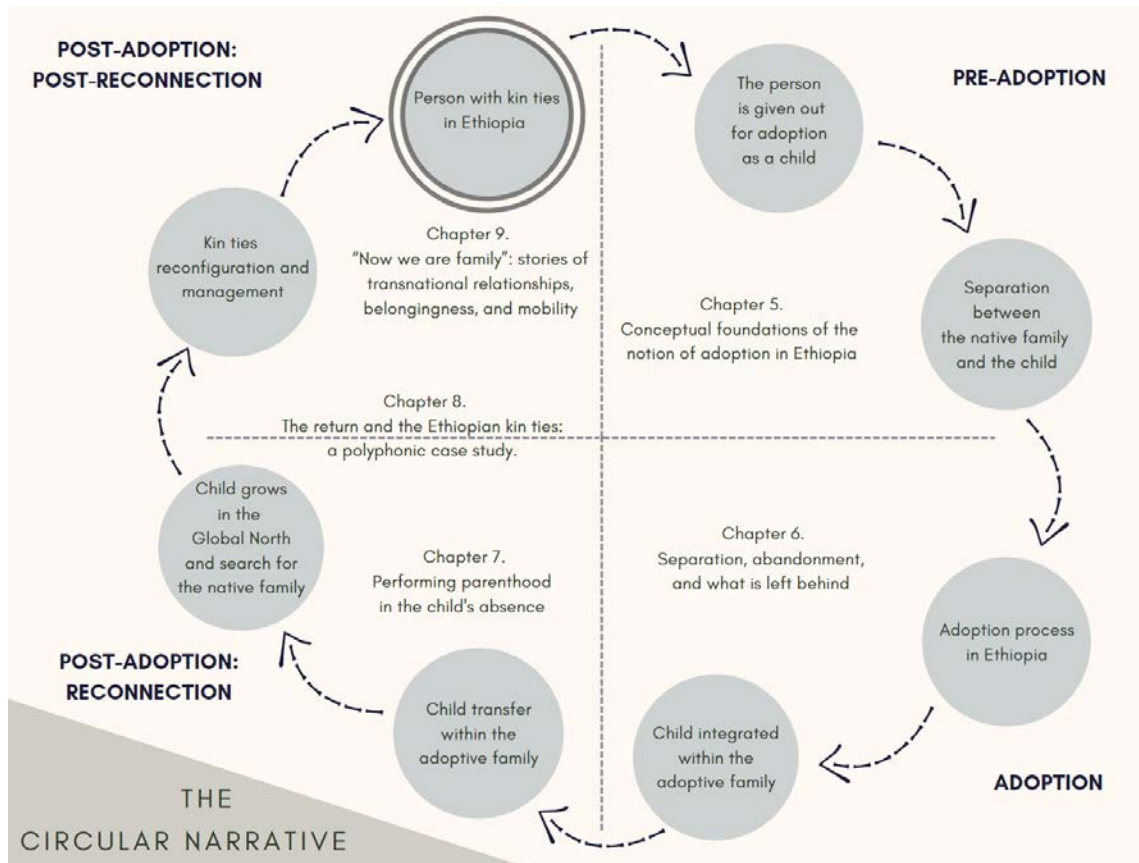 POST-ADOPTION:
POST-RECONNECTION
Person with kin ties
in Ethiopia
The person
is given out
for adoption
as a child
PRE-ADOPTION
Kin ties
reconfiguration and
management
Chapter 9.
"Now we are family": stories of
transnational relationships,
belongingness, and mobility
Chapter 5.
Conceptual foundations of the
notion of adoption in Ethiopia
Separation
between
the native family
and the child
Chapter 8.
The return and the Ethiopian kin ties:
a polyphonic case study.
Child grows
in the
Global North
and search for
the native family
Chapter 7.
Performing parenthood
in the child's absence
Chapter 6.
Separation, abandonment,
and what is left behind
Adoption process
in Ethiopia
POST-ADOPTION:
RECONNECTION
Child transfer
within the
adoptive family
Child integrated
within the
adoptive family
ADOPTION
THE
CIRCULAR NARRATIVE